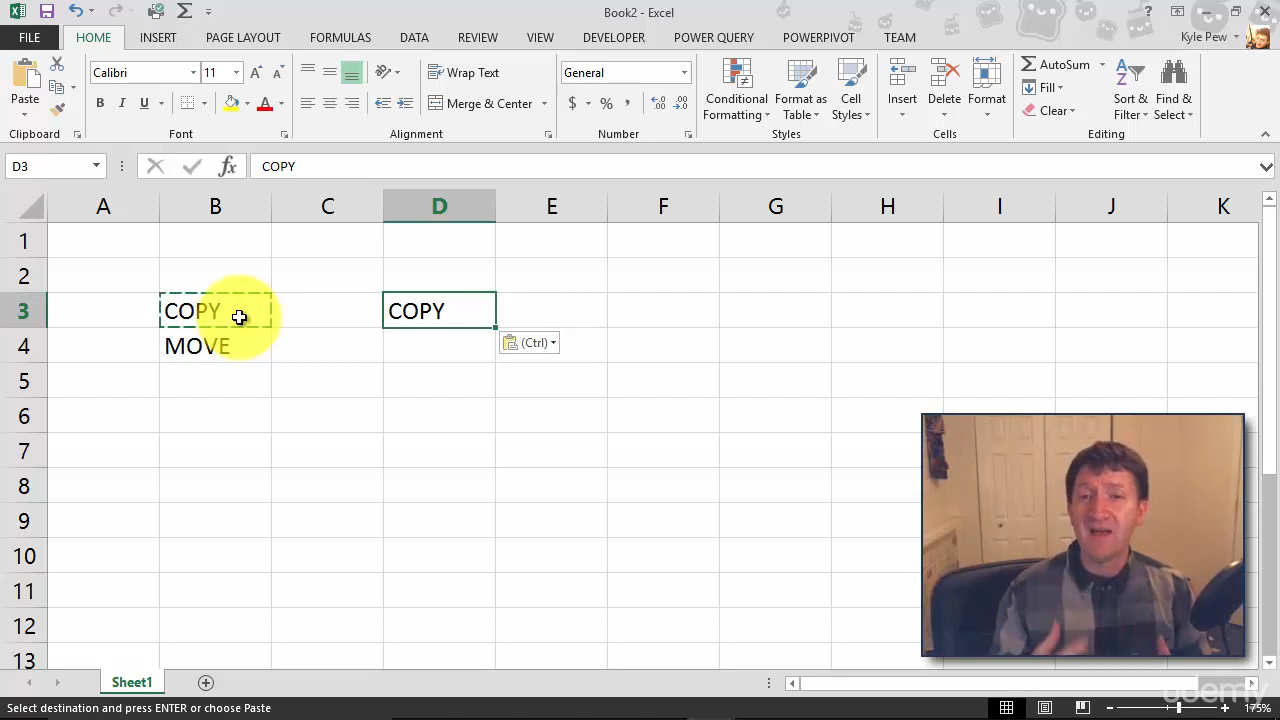 Book2 - Excel
FILE HOME INSERT PAGE LAYOUT FORMULAS DATA REVIEW VIEW DEVELOPER POWER QUERY POWERPIVOT TEAM Kyle Pew
Paste
Calibri 11
B I U A
Wrap Text
Merge & Center
General
$ % ,
Conditional Formatting
Format as Table
Cell Styles
Insert
Delete
Format
AutoSum
Fill
Clear
Sort & Filter
Find & Select
Clipboard Font Alignment Number Styles Cells Editing
D3 fx COPY
A B C D E F G H I J K
1
2
3 COPY COPY
(Ctrl)
4 MOVE
5
6
7
8
9
10
11
12
13
Sheet1
udemy
Select destination and press ENTER or choose Paste 175%